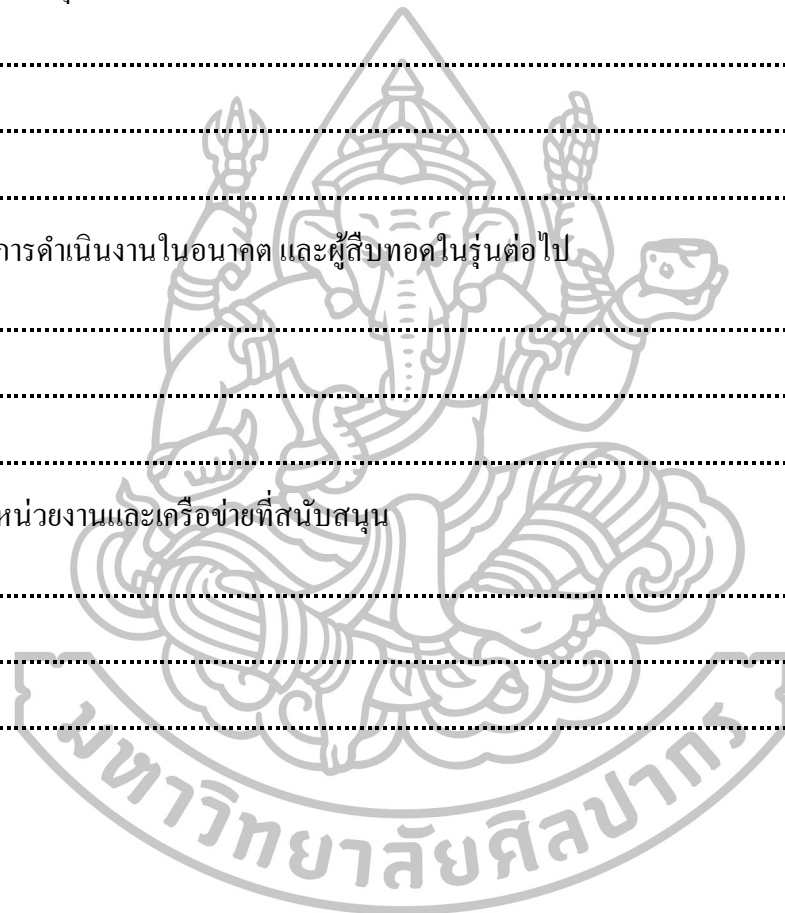 การดำเนินงานในอนาคต และผู้สืบทอดในรุ่นต่อไป
หน่วยงานและเครือข่ายที่สนับสนุน
มหาวิทยาลัยศิลปากร